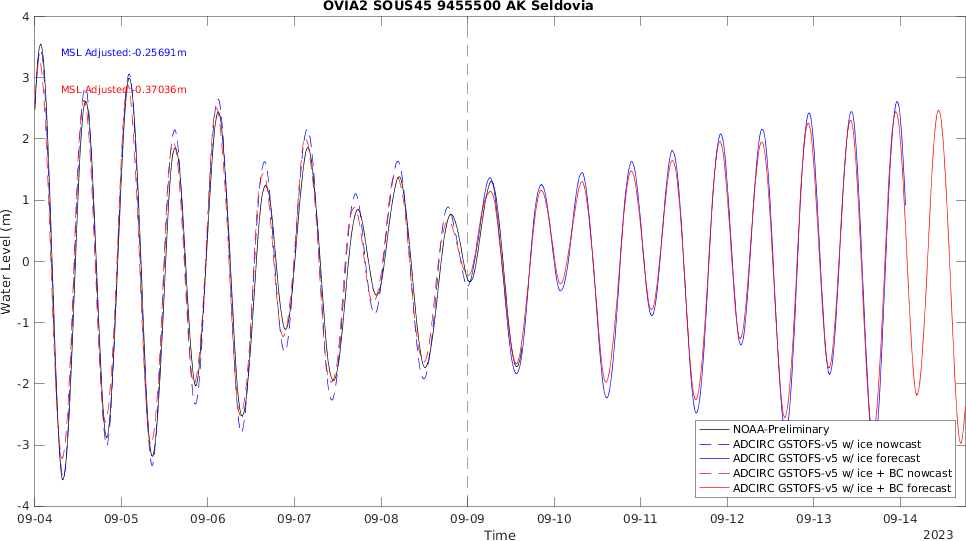 OVIA2 SOUS45 9455500 AK Seldovia
MSL Adjusted:-0.25691m
MSL Adjusted:-0.37036m
4
3
2
1
0
-1
-2
-3
-4
Water Level (m)
NOAA-Preliminary
ADCIRC GSTOFS-v5 w/ ice nowcast
ADCIRC GSTOFS-v5 w/ ice forecast
ADCIRC GSTOFS-v5 w/ ice + BC nowcast
ADCIRC GSTOFS-v5 w/ ice + BC forecast
09-04 09-05 09-06 09-07 09-08 09-09 09-10 09-11 09-12 09-13 09-14
Time
2023